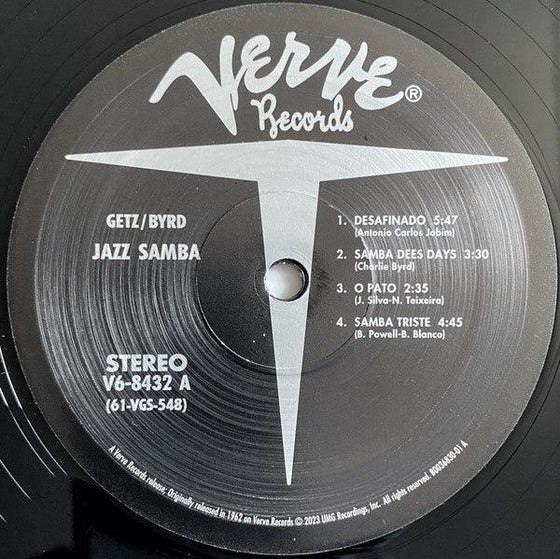 VERVE®
Records
GETZ/BYRD
JAZZ SAMBA
1. DESAFINADO 5:47
(Antonio Carlos Jobim)
2. SAMBA DEES DAYS 3:30
(Charlie Byrd)
3. O PATO 2:35
(J. Silva-N. Teixeira)
4. SAMBA TRISTE 4:45
(B. Powell-B. Blanco)
STEREO
V6-8432 A
(61-VGS-548)
A Verve Records release; Originally released in 1962 on Verve Records © 2023 UMG Recordings, Inc. All rights reserved. B0036830-01 A